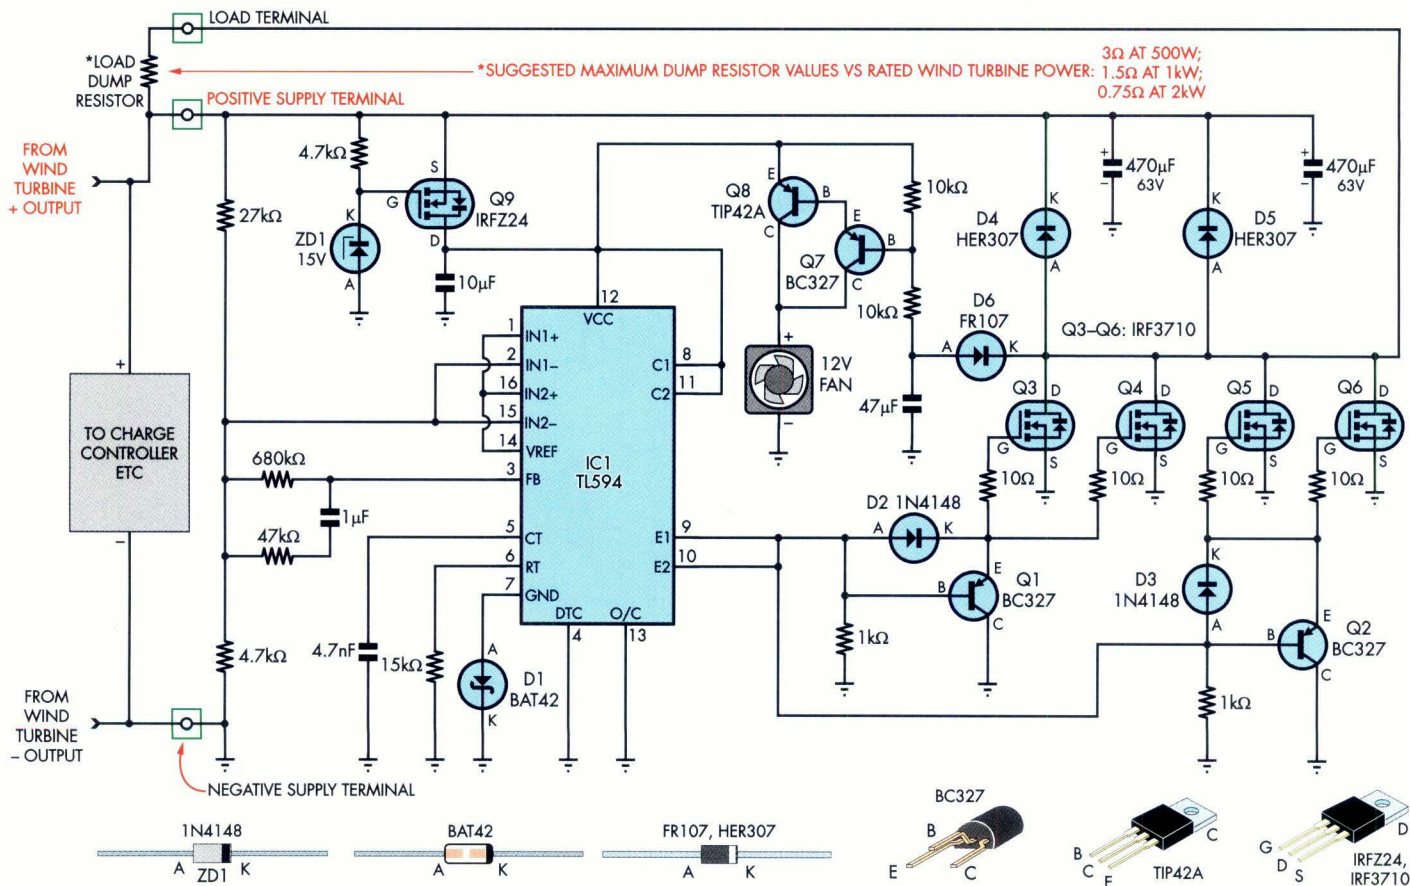 LOAD TERMINAL
*LOAD
DUMP
RESISTOR
*SUGGESTED MAXIMUM DUMP RESISTOR VALUES VS RATED WIND TURBINE POWER:
3Ω AT 500W;
1.5Ω AT 1kW;
0.75Ω AT 2kW
POSITIVE SUPPLY TERMINAL
FROM
WIND
TURBINE
+ OUTPUT
4.7kΩ
S
G
D
Q9
IRFZ24
27kΩ
K
ZD1
15V
A
10µF
E
Q8
TIP42A
B
C
E
B
Q7
BC327
C
10kΩ
10kΩ
K
D4
HER307
A
+
470µF
–
63V
K
D5
HER307
A
+
470µF
–
63V
D6
FR107
A
K
Q3–Q6: IRF3710
+
12V
FAN
–
47µF
Q3
D
G
S
Q4
D
G
S
Q5
D
G
S
Q6
D
G
S
10Ω
10Ω
10Ω
10Ω
+
TO CHARGE
CONTROLLER
ETC
–
12
VCC
1
IN1+
2
IN1–
16
IN2+
15
IN2–
14
VREF
3
FB
5
CT
6
RT
7
GND
IC1
TL594
C1
8
C2
11
E1
9
E2
10
DTC
4
O/C
13
680kΩ
1µF
47kΩ
4.7kΩ
4.7nF
15kΩ
A
D1
BAT42
K
D2 1N4148
A
K
E
B
Q1
BC327
C
1kΩ
K
D3
1N4148
A
E
B
Q2
BC327
C
1kΩ
FROM
WIND
TURBINE
– OUTPUT
NEGATIVE SUPPLY TERMINAL
1N4148
A
K
ZD1
BAT42
A
K
FR107, HER307
A
K
BC327
B
E
C
B
C
E
C
TIP42A
G
D
S
D
IRFZ24,
IRF3710